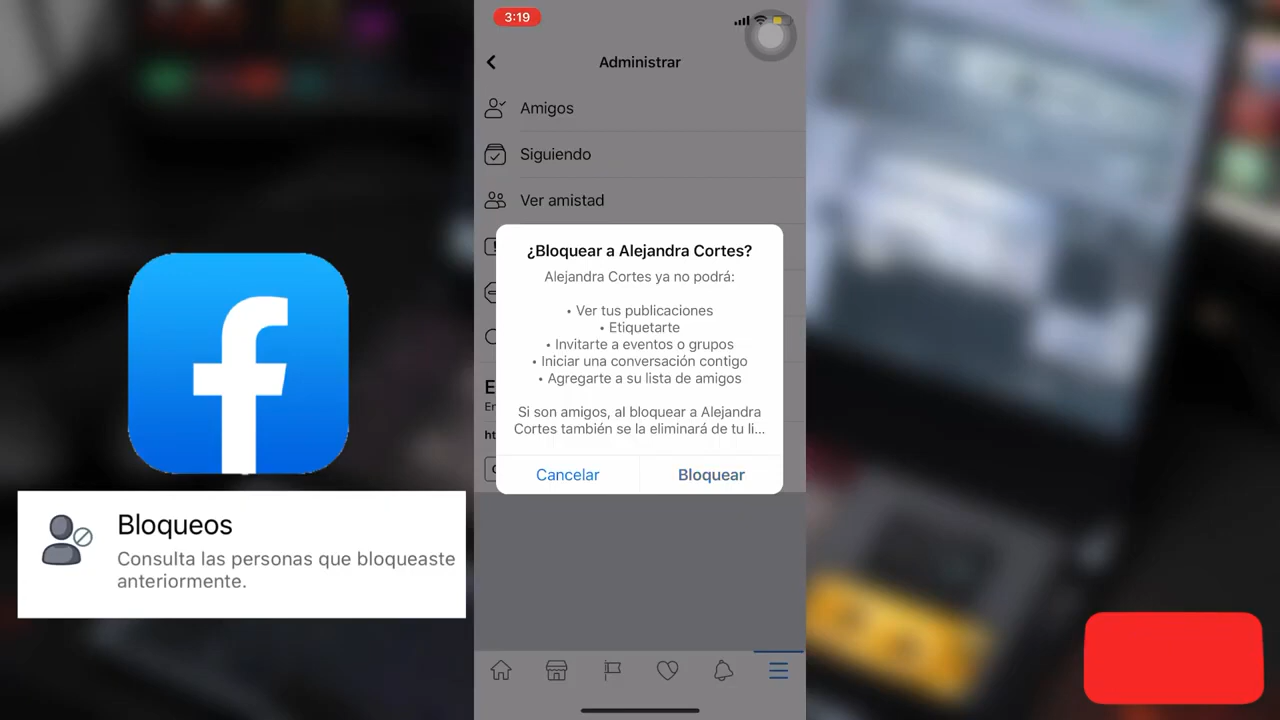 3:19
Administrar
Amigos
Siguiendo
Ver amistad
¿Bloquear a Alejandra Cortes?
Alejandra Cortes ya no podrá:
• Ver tus publicaciones
• Etiquetarte
• Invitarte a eventos o grupos
• Iniciar una conversación contigo
• Agregarte a su lista de amigos
Si son amigos, al bloquear a Alejandra
Cortes también se la eliminará de tu li...
Cancelar
Bloquear
Bloqueos
Consulta las personas que bloqueaste
anteriormente.